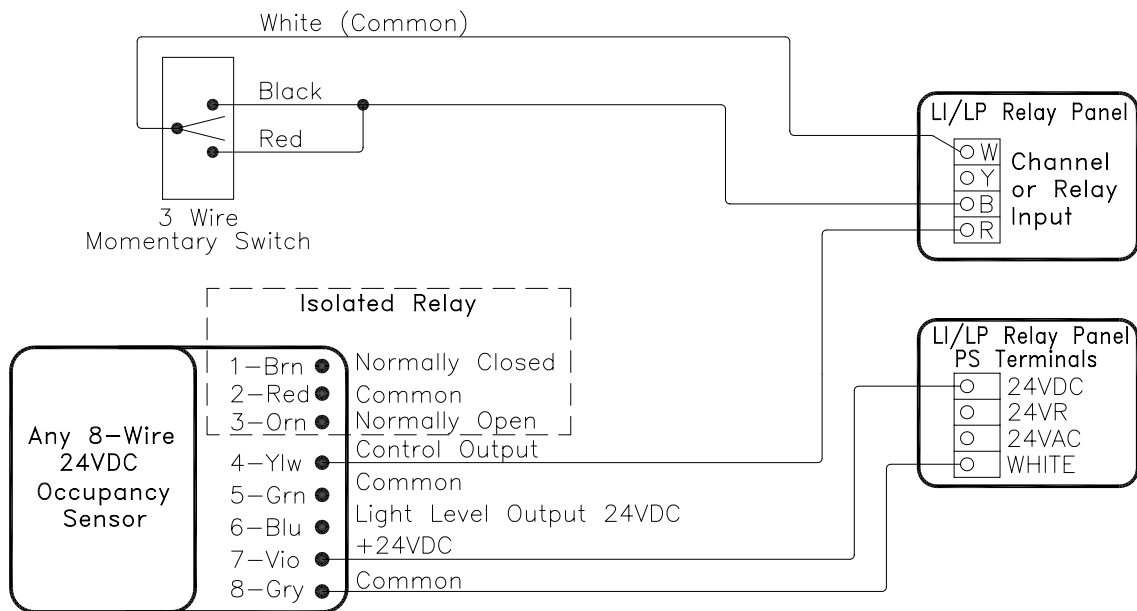 White (Common)
Black
Red
3 Wire
Momentary Switch
LI/LP Relay Panel
W
Y
B
R
Channel
or Relay
Input
Isolated Relay
1-Brn Normally Closed
2-Red Common
3-Orn Normally Open
4-Ylw Control Output
5-Grn Common
6-Blu Light Level Output 24VDC
7-Vio +24VDC
8-Gry Common
Any 8-Wire
24VDC
Occupancy
Sensor
LI/LP Relay Panel
PS Terminals
24VDC
24VR
24VAC
WHITE